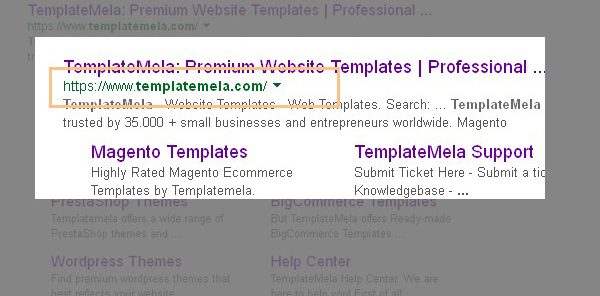 TemplateMela: Premium Website Templates | Professional ...
https://www.templatemela.com/
TemplateMela: Premium Website Templates | Professional ...
https://www.templatemela.com/
TemplateMela - Website Templates - Web Templates. Search: ... TemplateMela
trusted by 35.000 + small businesses and entrepreneurs worldwide. Magento
Magento Templates
Highly Rated Magento Ecommerce
Templates by Templatemela.
TemplateMela Support
Submit Ticket Here - Submit a tic
Knowledgebase - ...
PrestaShop Themes
Templatemela offers a wide range of
PrestaShop themes and ...
BigCommerce Templates
But TemplateMela offers Ready-made
BigCommerce Templates ...
Wordpress Themes
Find premium wordpress themes that
best reflects your website.
Help Center
TemplateMela Help Center. We are
here to help you! First of all